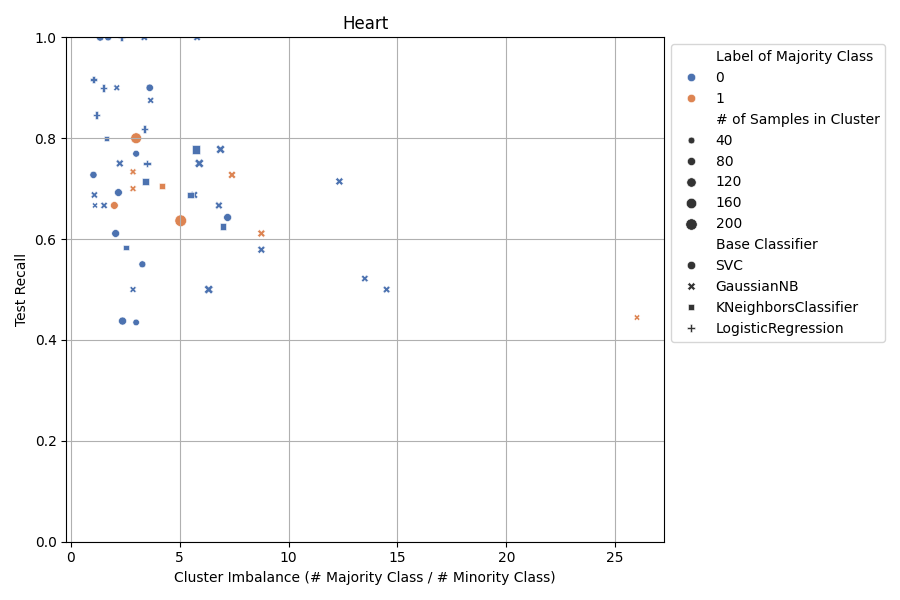 Heart
1.0
0.8
0.6
0.4
0.2
0.0
Test Recall
0 5 10 15 20 25
Cluster Imbalance (# Majority Class / # Minority Class)
Label of Majority Class
0
1
# of Samples in Cluster
40
80
120
160
200
Base Classifier
SVC
GaussianNB
KNeighborsClassifier
LogisticRegression